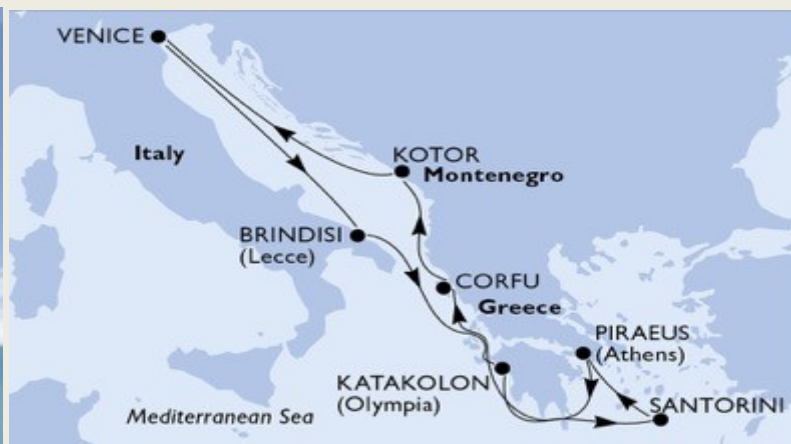 VENICE
Italy
KOTOR
Montenegro
BRINDISI
(Lecce)
CORFU
Greece
PIRAEUS
(Athens)
KATAKOLON
(Olympia)
SANTORINI
Mediterranean Sea